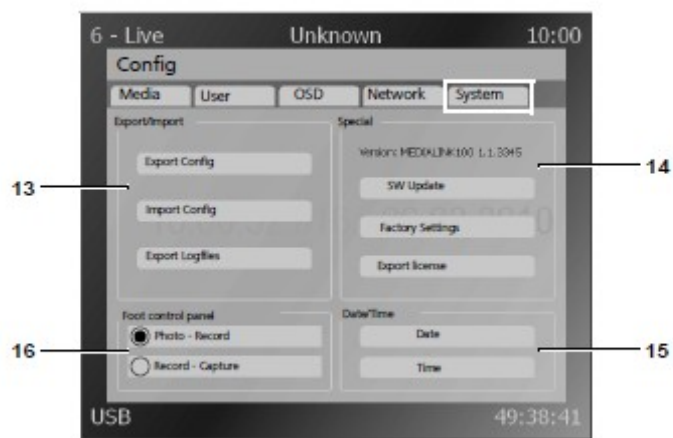 6 - Live Unknown 10:00
Config
Media User OSD Network System
Export/Import Special
Version: MEDIALINK100 1.1.3345
Export Config SW Update
Import Config Factory Settings
Export Logfiles Export license
Foot control panel Date/Time
Photo - Record Date
Record - Capture Time
USB 49:38:41
13
14
16
15